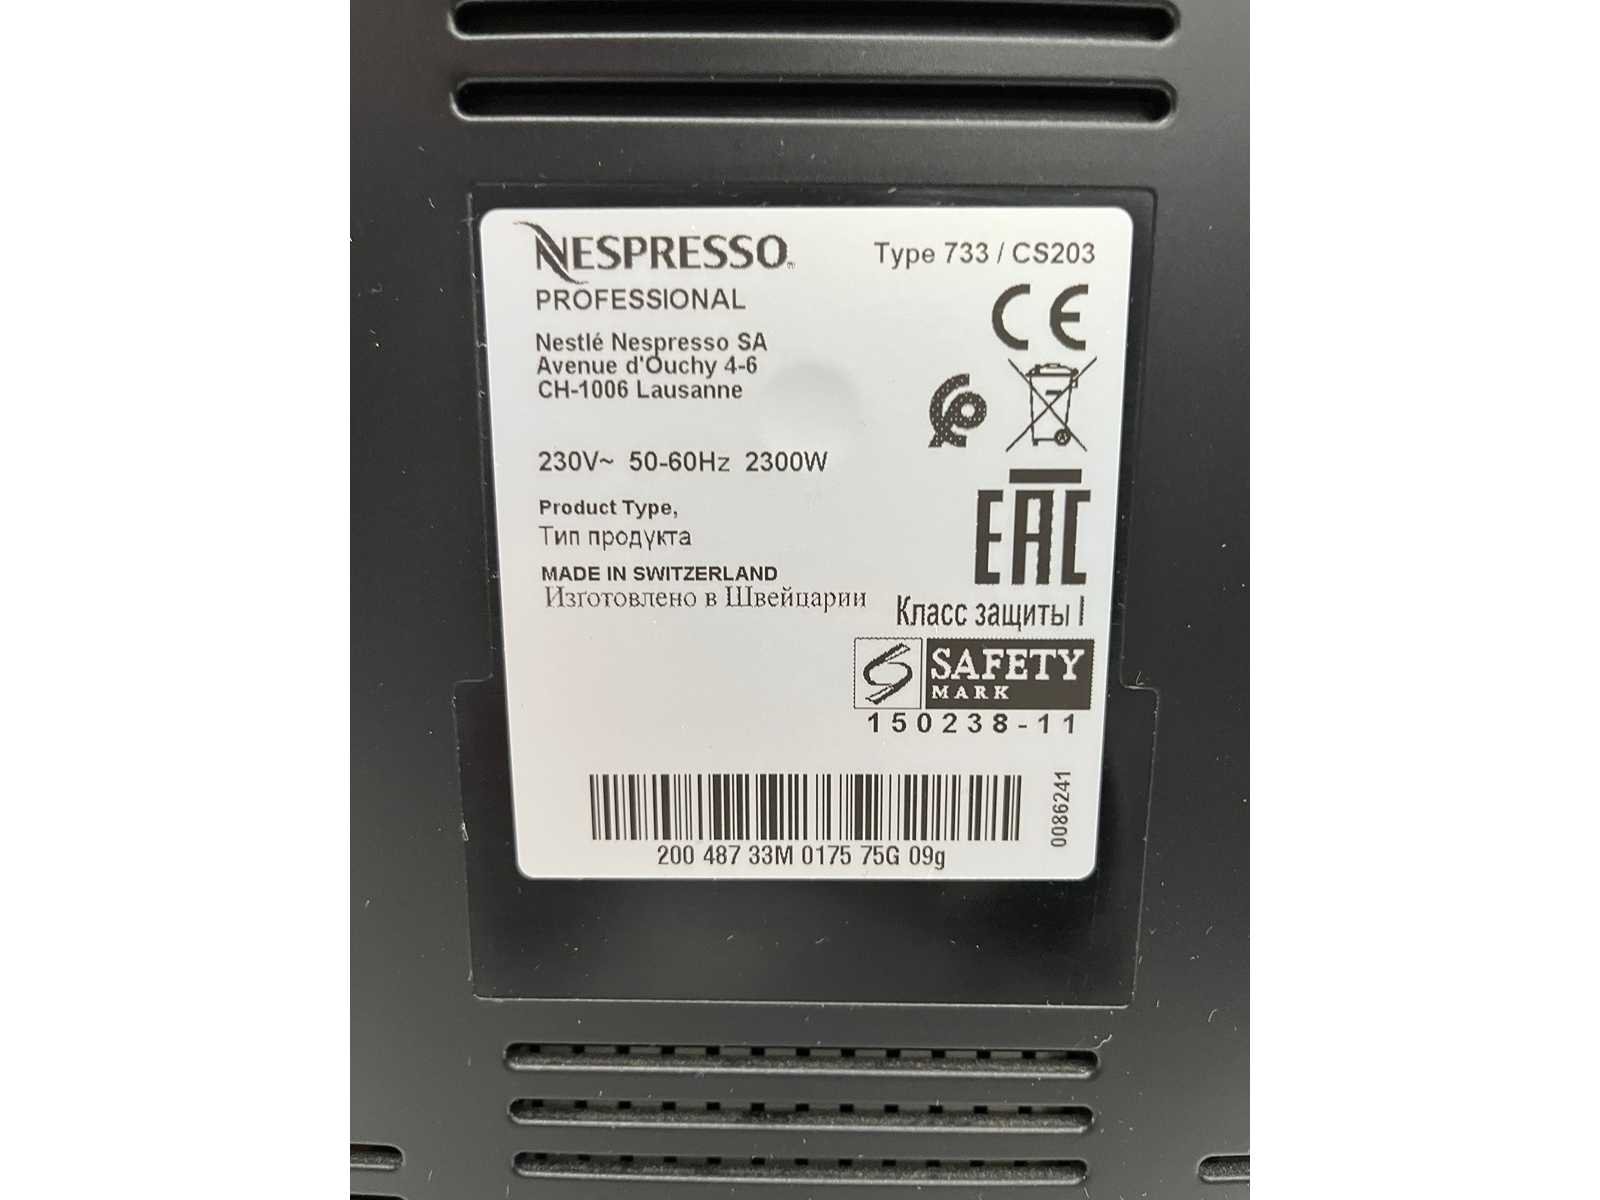 NESPRESSO
Type 733 / CS203
PROFESSIONAL
CE
Nestlé Nespresso SA
Avenue d'Ouchy 4-6
CH-1006 Lausanne
230V~ 50-60Hz 2300W
Product Type,
Тип продукта
EAC
MADE IN SWITZERLAND
Изготовлено в Швейцарии
Класс защиты I
SAFETY
MARK
150238-11
0086241
200 487 33M 0175 75G 09g